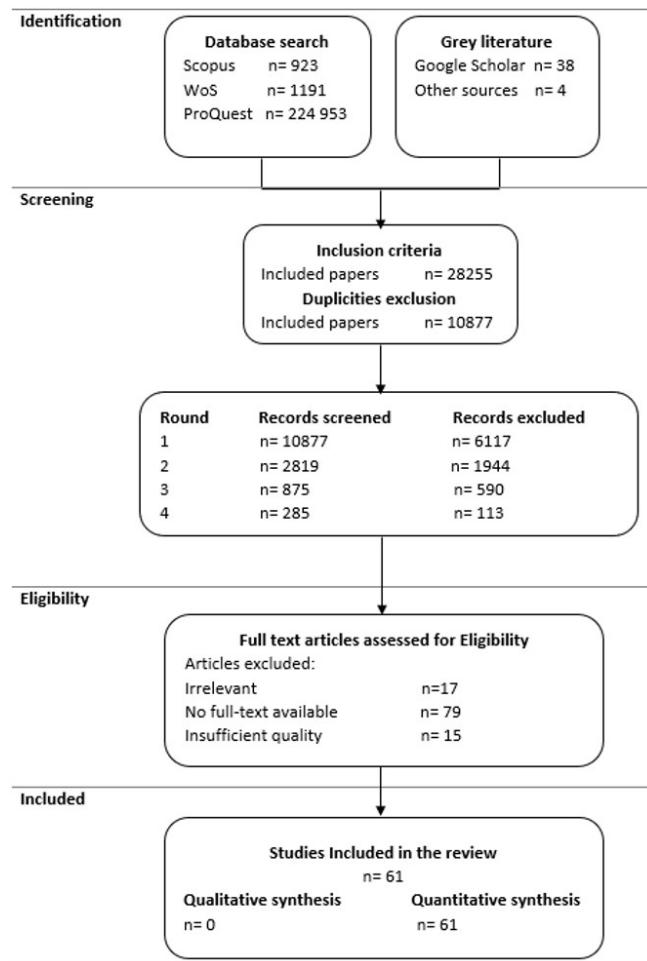 Identification
Database search
Scopus n= 923
WoS n= 1191
ProQuest n= 224 953
Grey literature
Google Scholar n= 38
Other sources n= 4
Screening
Inclusion criteria
Included papers n= 28255
Duplicities exclusion
Included papers n= 10877
Round Records screened Records excluded
1 n= 10877 n= 6117
2 n= 2819 n= 1944
3 n= 875 n= 590
4 n= 285 n= 113
Eligibility
Full text articles assessed for Eligibility
Articles excluded:
Irrelevant n=17
No full-text available n= 79
Insufficient quality n= 15
Included
Studies Included in the review
n= 61
Qualitative synthesis Quantitative synthesis
n= 0 n= 61